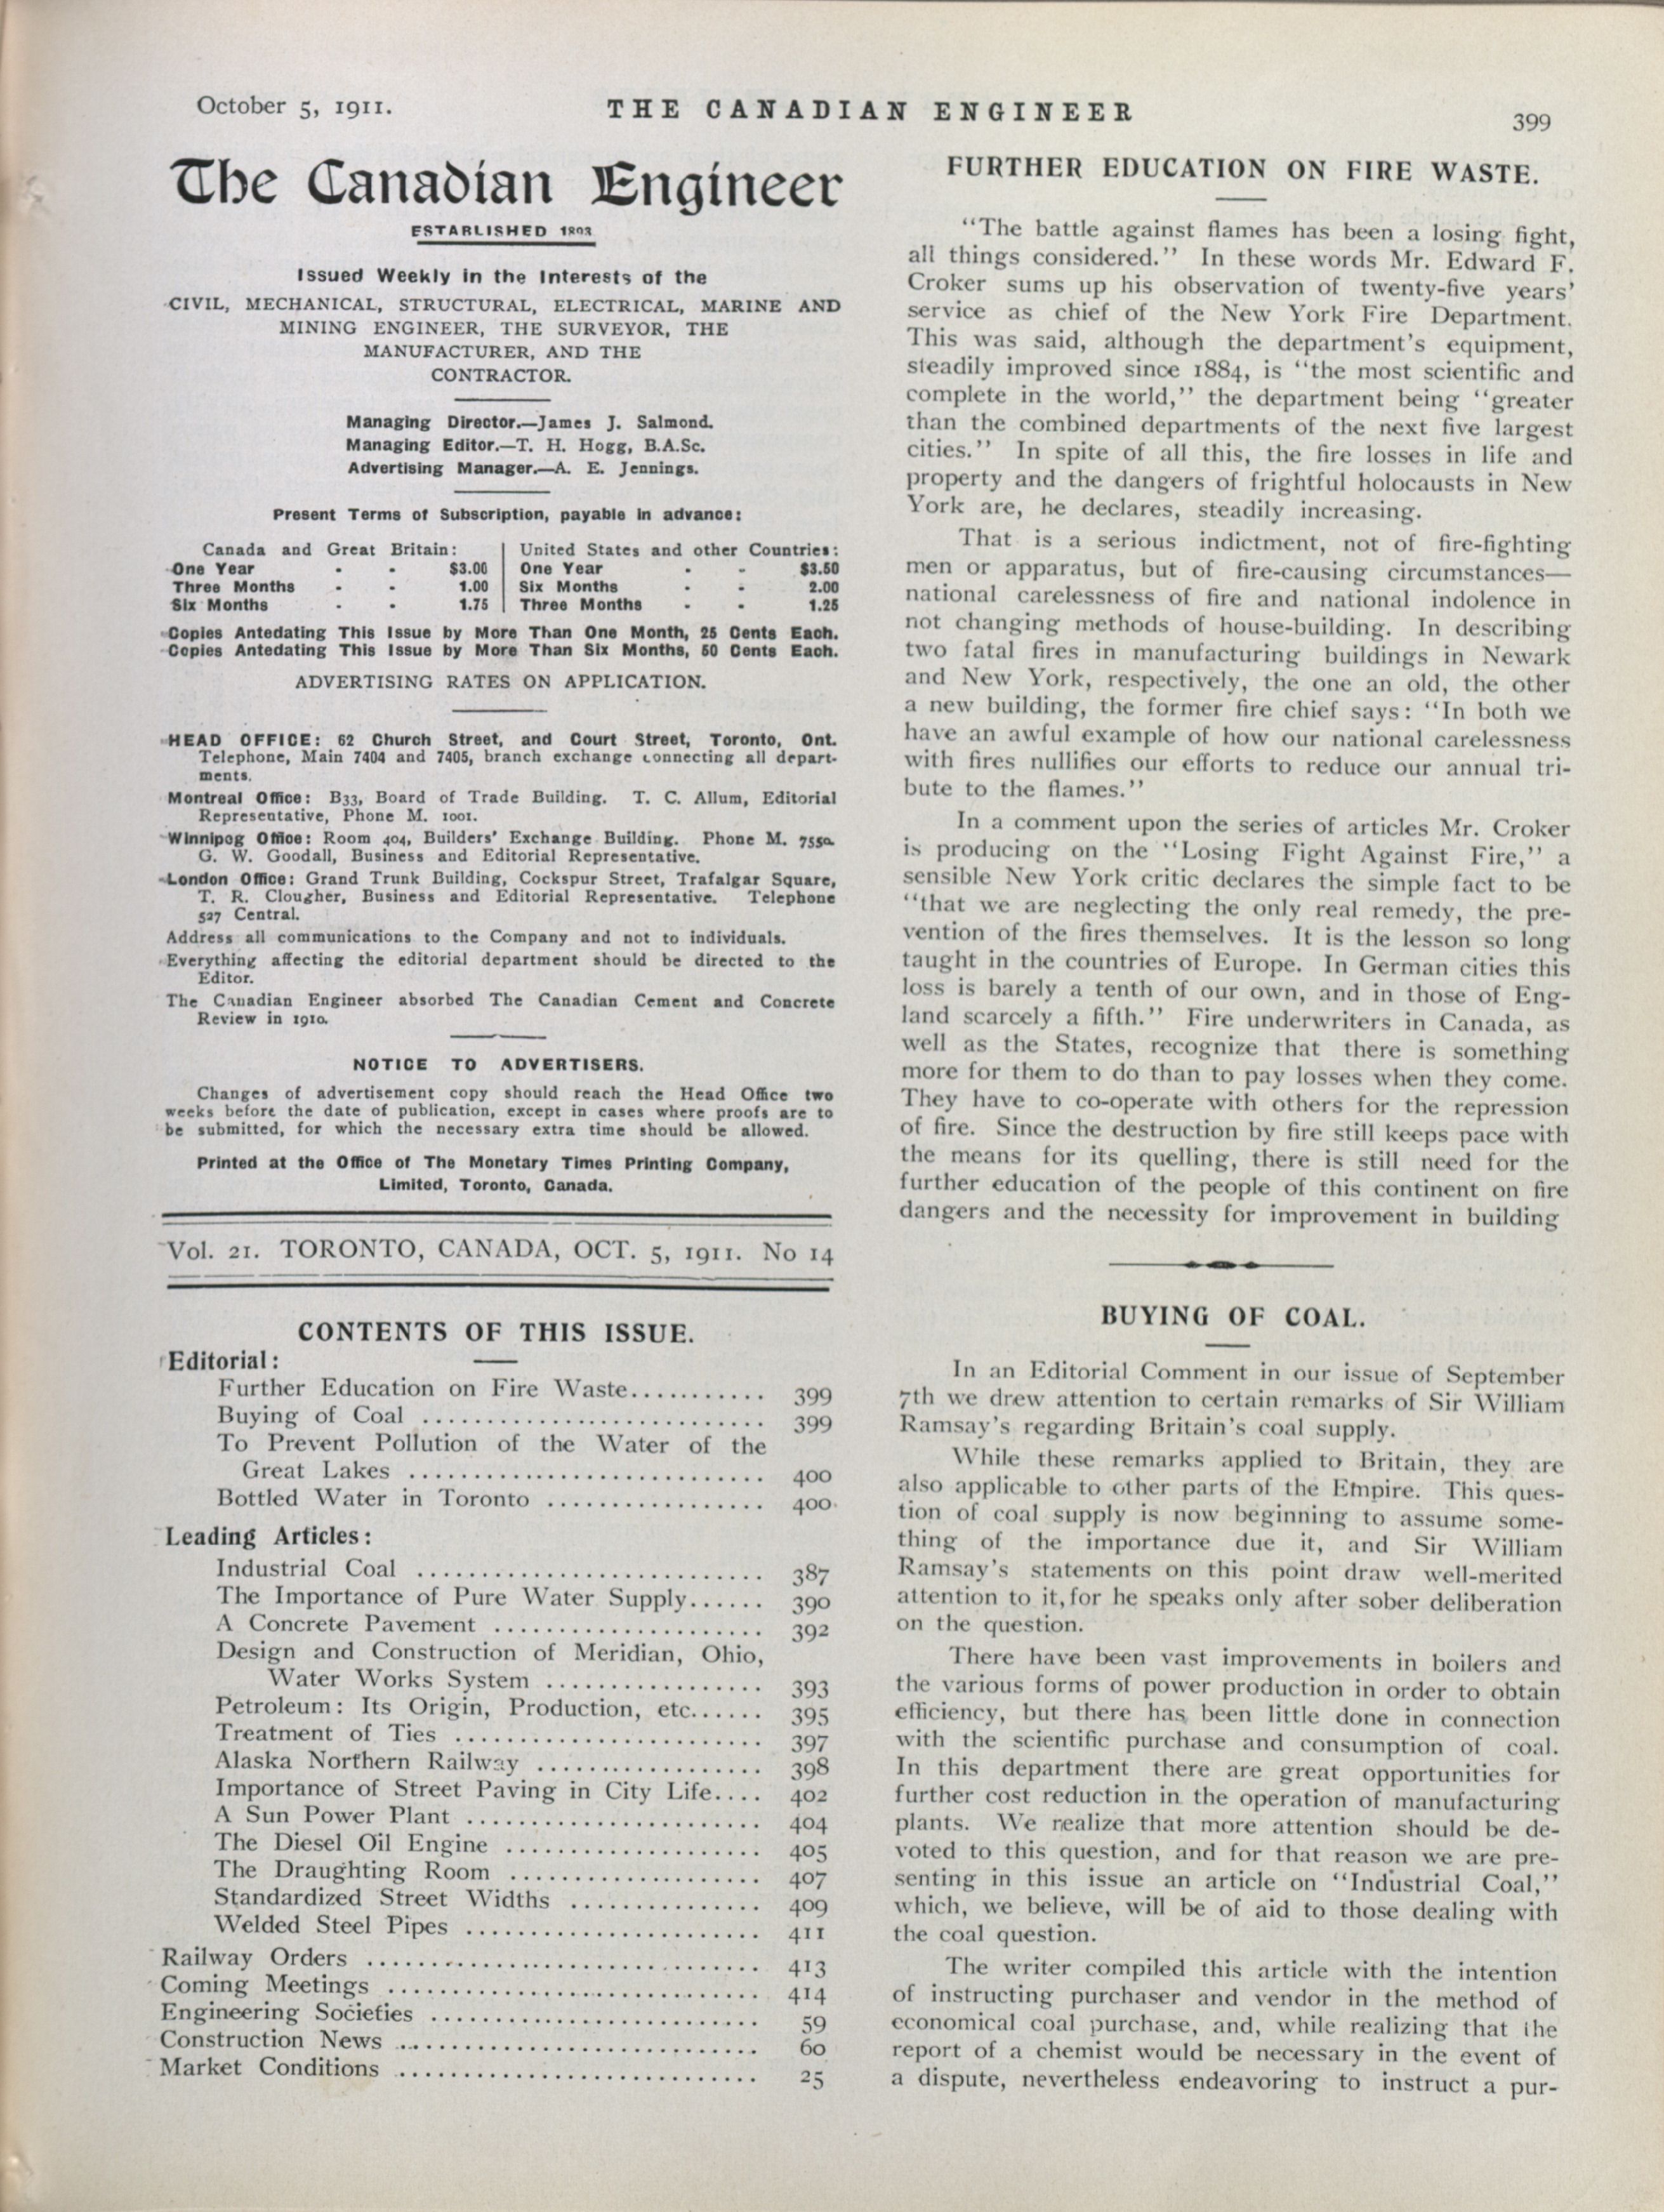 October 5, 1911.
THE CANADIAN ENGINEER
399
The Canadian Engineer
ESTABLISHED 1893
Issued Weekly in the Interests of the
CIVIL, MECHANICAL, STRUCTURAL, ELECTRICAL, MARINE AND
MINING ENGINEER, THE SURVEYOR, THE
MANUFACTURER, AND THE
CONTRACTOR.
Managing Director.—James J. Salmond.
Managing Editor.—T. H. Hogg, B.A.Sc.
Advertising Manager.—A. E. Jennings.
Present Terms of Subscription, payable in advance:
Canada and Great Britain:
One Year - - $3.00
Three Months - - 1.00
Six Months - - 1.75
United States and other Countries:
One Year - - $3.50
Six Months - - 2.00
Three Months - - 1.25
Copies Antedating This Issue by More Than One Month, 25 Cents Each.
Copies Antedating This Issue by More Than Six Months, 50 Cents Each.
ADVERTISING RATES ON APPLICATION.
HEAD OFFICE: 62 Church Street, and Court Street, Toronto, Ont.
Telephone, Main 7404 and 7405, branch exchange connecting all depart-
ments.
Montreal Office: B33, Board of Trade Building. T. C. Allum, Editorial
Representative, Phone M. 1001.
Winnipeg Office: Room 404, Builders' Exchange Building. Phone M. 7550.
G. W. Goodall, Business and Editorial Representative.
London Office: Grand Trunk Building, Cockspur Street, Trafalgar Square,
T. R. Clougher, Business and Editorial Representative. Telephone
527 Central.
Address all communications to the Company and not to individuals.
Everything affecting the editorial department should be directed to the
Editor.
The Canadian Engineer absorbed The Canadian Cement and Concrete
Review in 1910.
NOTICE TO ADVERTISERS.
Changes of advertisement copy should reach the Head Office two
weeks before the date of publication, except in cases where proofs are to
be submitted, for which the necessary extra time should be allowed.
Printed at the Office of The Monetary Times Printing Company,
Limited, Toronto, Canada.
Vol. 21. TORONTO, CANADA, OCT. 5, 1911. No 14
CONTENTS OF THIS ISSUE.
Editorial:
Further Education on Fire Waste........... 399
Buying of Coal ........................... 399
To Prevent Pollution of the Water of the
Great Lakes ............................ 400
Bottled Water in Toronto ................. 400
Leading Articles:
Industrial Coal ........................... 387
The Importance of Pure Water Supply...... 390
A Concrete Pavement ..................... 392
Design and Construction of Meridian, Ohio,
Water Works System ................. 393
Petroleum: Its Origin, Production, etc...... 395
Treatment of Ties ........................ 397
Alaska Northern Railway .................. 398
Importance of Street Paving in City Life.... 402
A Sun Power Plant ....................... 404
The Diesel Oil Engine .................... 405
The Draughting Room .................... 407
Standardized Street Widths ............... 409
Welded Steel Pipes ....................... 411
Railway Orders ............................... 413
Coming Meetings ............................. 414
Engineering Societies .......................... 59
Construction News ............................ 60
Market Conditions ............................ 25
FURTHER EDUCATION ON FIRE WASTE.
"The battle against flames has been a losing fight,
all things considered." In these words Mr. Edward F.
Croker sums up his observation of twenty-five years'
service as chief of the New York Fire Department.
This was said, although the department's equipment,
steadily improved since 1884, is "the most scientific and
complete in the world," the department being "greater
than the combined departments of the next five largest
cities." In spite of all this, the fire losses in life and
property and the dangers of frightful holocausts in New
York are, he declares, steadily increasing.
That is a serious indictment, not of fire-fighting
men or apparatus, but of fire-causing circumstances—
national carelessness of fire and national indolence in
not changing methods of house-building. In describing
two fatal fires in manufacturing buildings in Newark
and New York, respectively, the one an old, the other
a new building, the former fire chief says: "In both we
have an awful example of how our national carelessness
with fires nullifies our efforts to reduce our annual tri-
bute to the flames."
In a comment upon the series of articles Mr. Croker
is producing on the "Losing Fight Against Fire," a
sensible New York critic declares the simple fact to be
"that we are neglecting the only real remedy, the pre-
vention of the fires themselves. It is the lesson so long
taught in the countries of Europe. In German cities this
loss is barely a tenth of our own, and in those of Eng-
land scarcely a fifth." Fire underwriters in Canada, as
well as the States, recognize that there is something
more for them to do than to pay losses when they come.
They have to co-operate with others for the repression
of fire. Since the destruction by fire still keeps pace with
the means for its quelling, there is still need for the
further education of the people of this continent on fire
dangers and the necessity for improvement in building
BUYING OF COAL.
In an Editorial Comment in our issue of September
7th we drew attention to certain remarks of Sir William
Ramsay's regarding Britain's coal supply.
While these remarks applied to Britain, they are
also applicable to other parts of the Empire. This ques-
tion of coal supply is now beginning to assume some-
thing of the importance due it, and Sir William
Ramsay's statements on this point draw well-merited
attention to it, for he speaks only after sober deliberation
on the question.
There have been vast improvements in boilers and
the various forms of power production in order to obtain
efficiency, but there has been little done in connection
with the scientific purchase and consumption of coal.
In this department there are great opportunities for
further cost reduction in the operation of manufacturing
plants. We realize that more attention should be de-
voted to this question, and for that reason we are pre-
senting in this issue an article on "Industrial Coal,"
which, we believe, will be of aid to those dealing with
the coal question.
The writer compiled this article with the intention
of instructing purchaser and vendor in the method of
economical coal purchase, and, while realizing that the
report of a chemist would be necessary in the event of
a dispute, nevertheless endeavoring to instruct a pur-